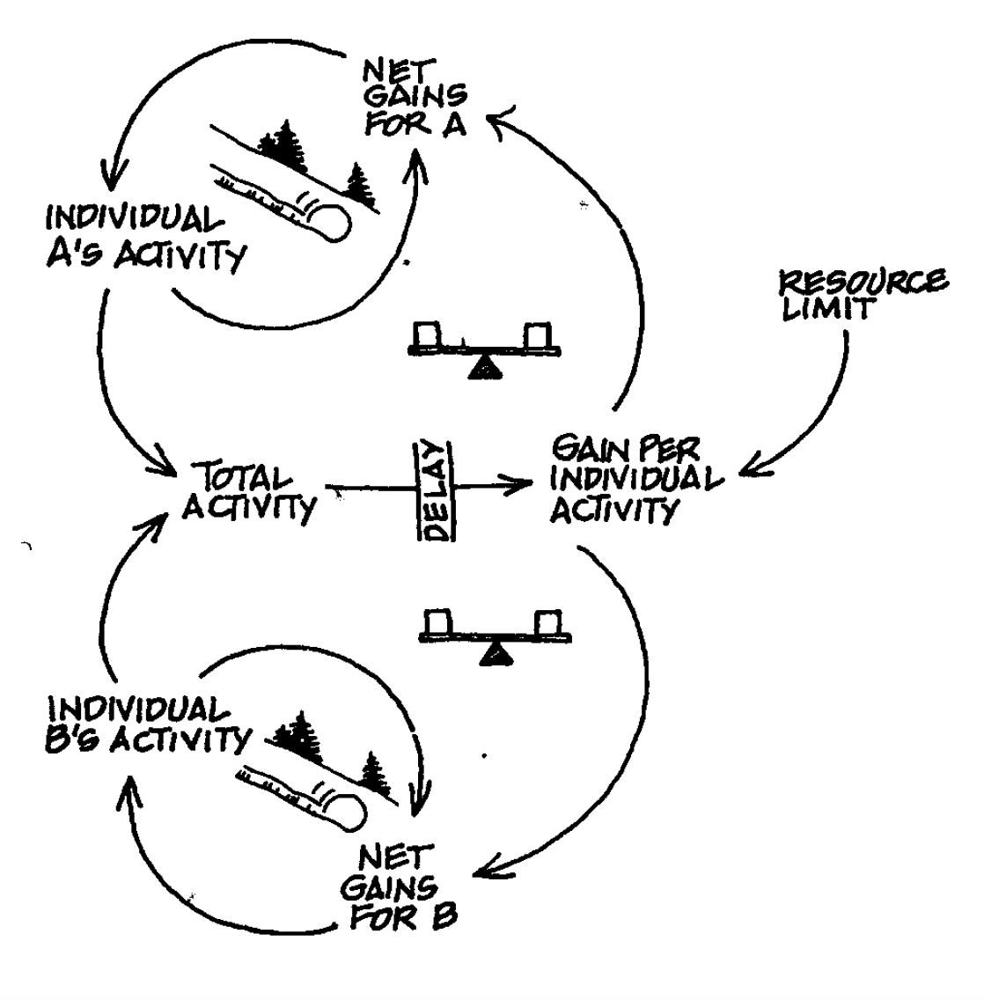 NET
GAINS
FOR A
INDIVIDUAL
A'S ACTIVITY
RESOURCE
LIMIT
TOTAL
ACTIVITY
DELAY
GAIN PER
INDIVIDUAL
ACTIVITY
INDIVIDUAL
B'S ACTIVITY
NET
GAINS
FOR B